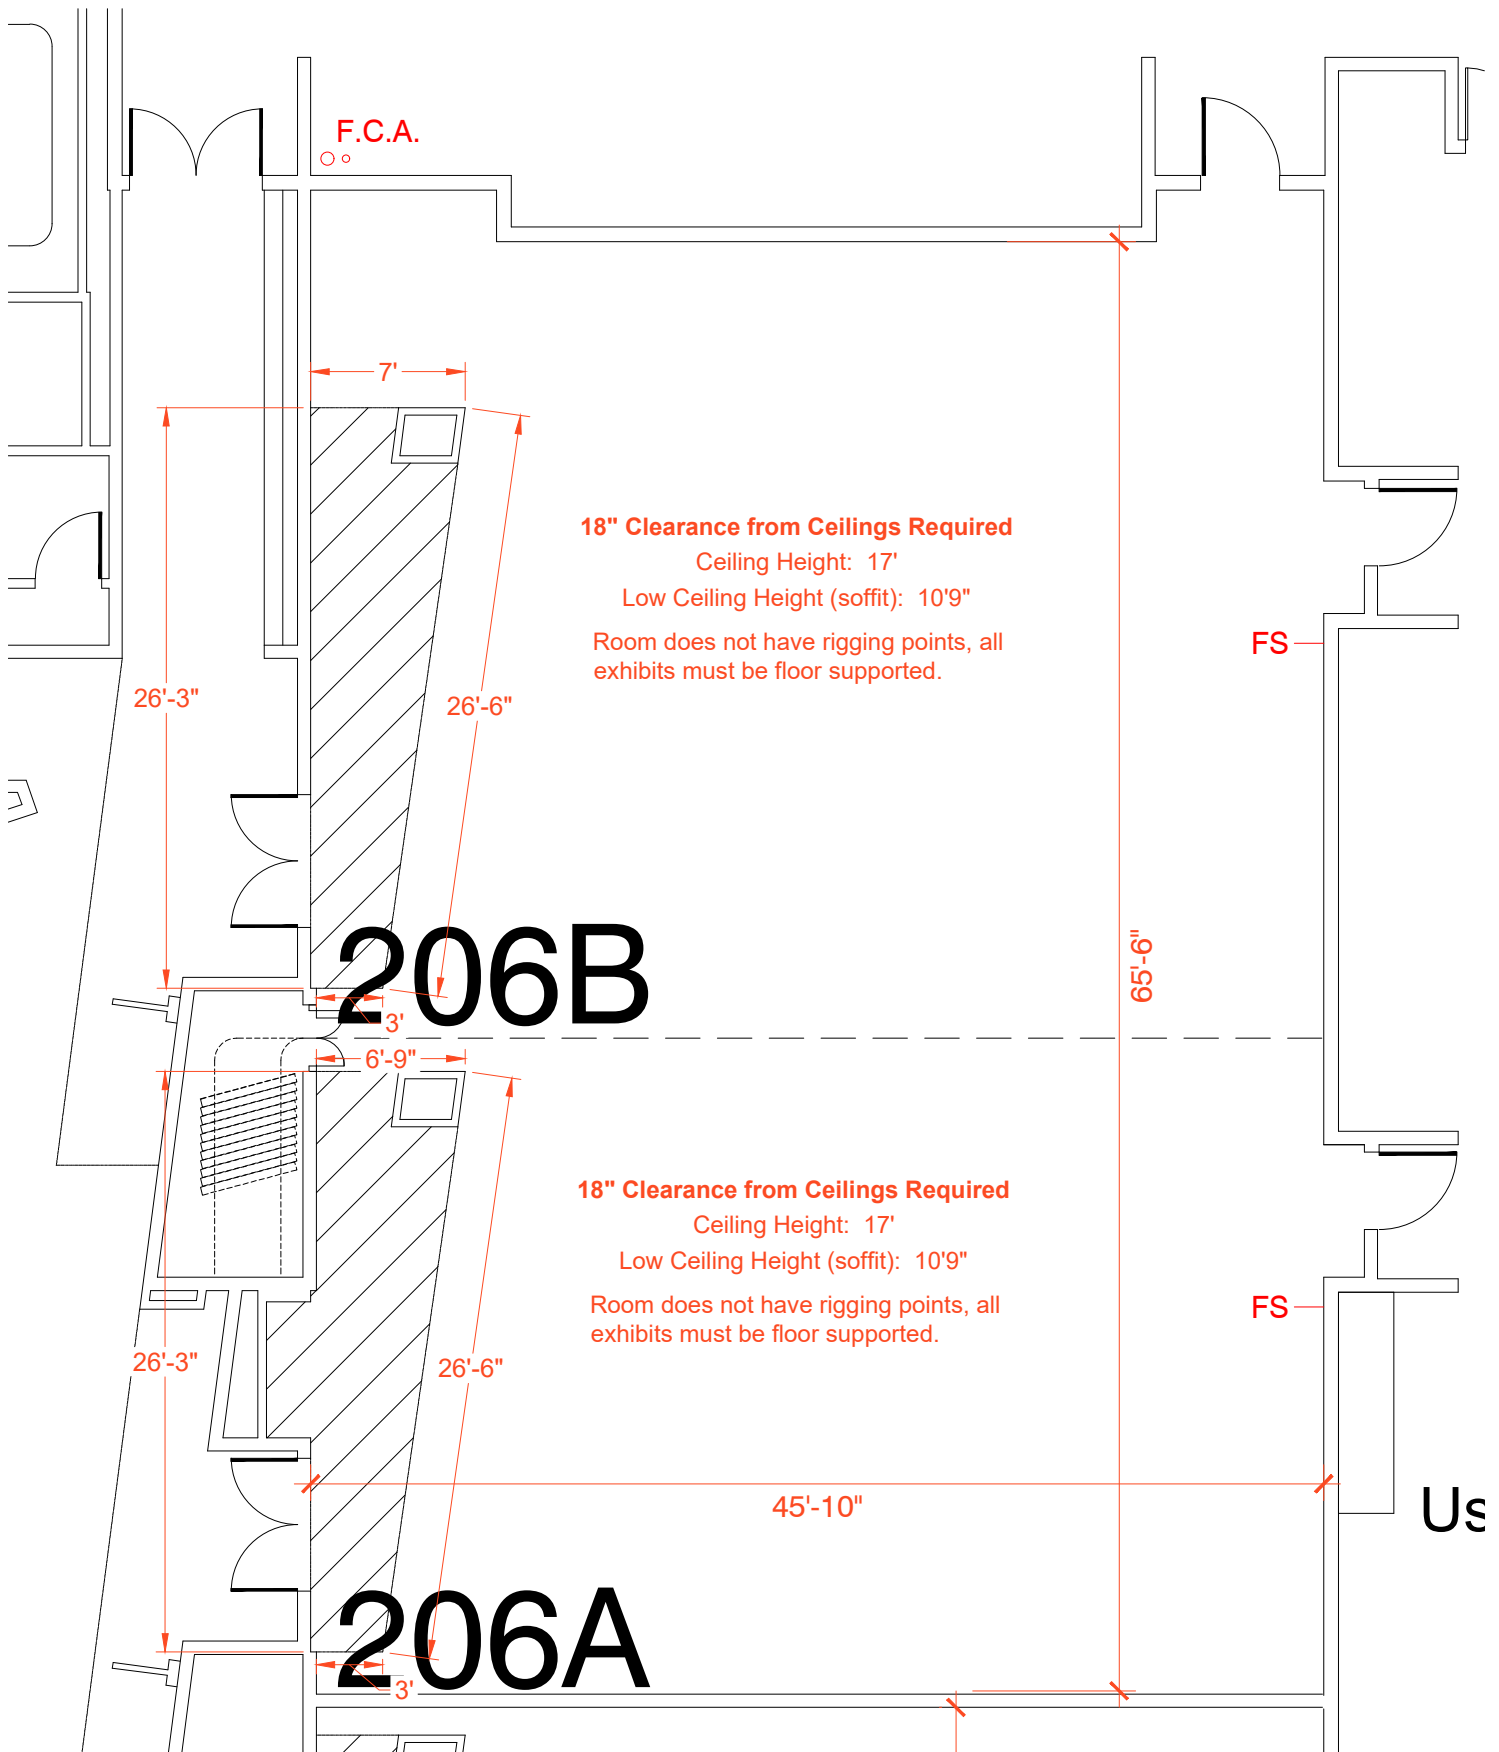 F.C.A.
7'
18" Clearance from Ceilings Required
Ceiling Height: 17'
Low Ceiling Height (soffit): 10'9"
Room does not have rigging points, all
exhibits must be floor supported.
FS
26'-3"
26'-6"
206B
65'-6"
3'
6'-9"
18" Clearance from Ceilings Required
Ceiling Height: 17'
Low Ceiling Height (soffit): 10'9"
Room does not have rigging points, all
exhibits must be floor supported.
FS
26'-3"
26'-6"
45'-10"
Us
206A
3'